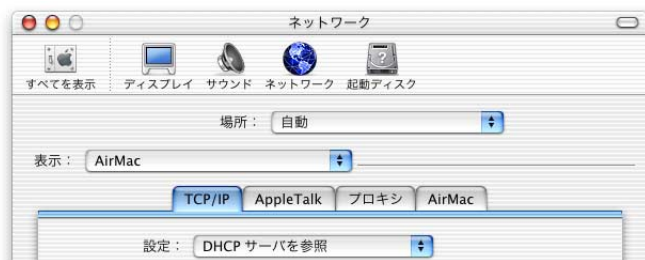 ネットワーク
すべてを表示 ディスプレイ サウンド ネットワーク 起動ディスク
場所： 自動
表示： AirMac
TCP/IP AppleTalk プロキシ AirMac
設定： DHCP サーバを参照